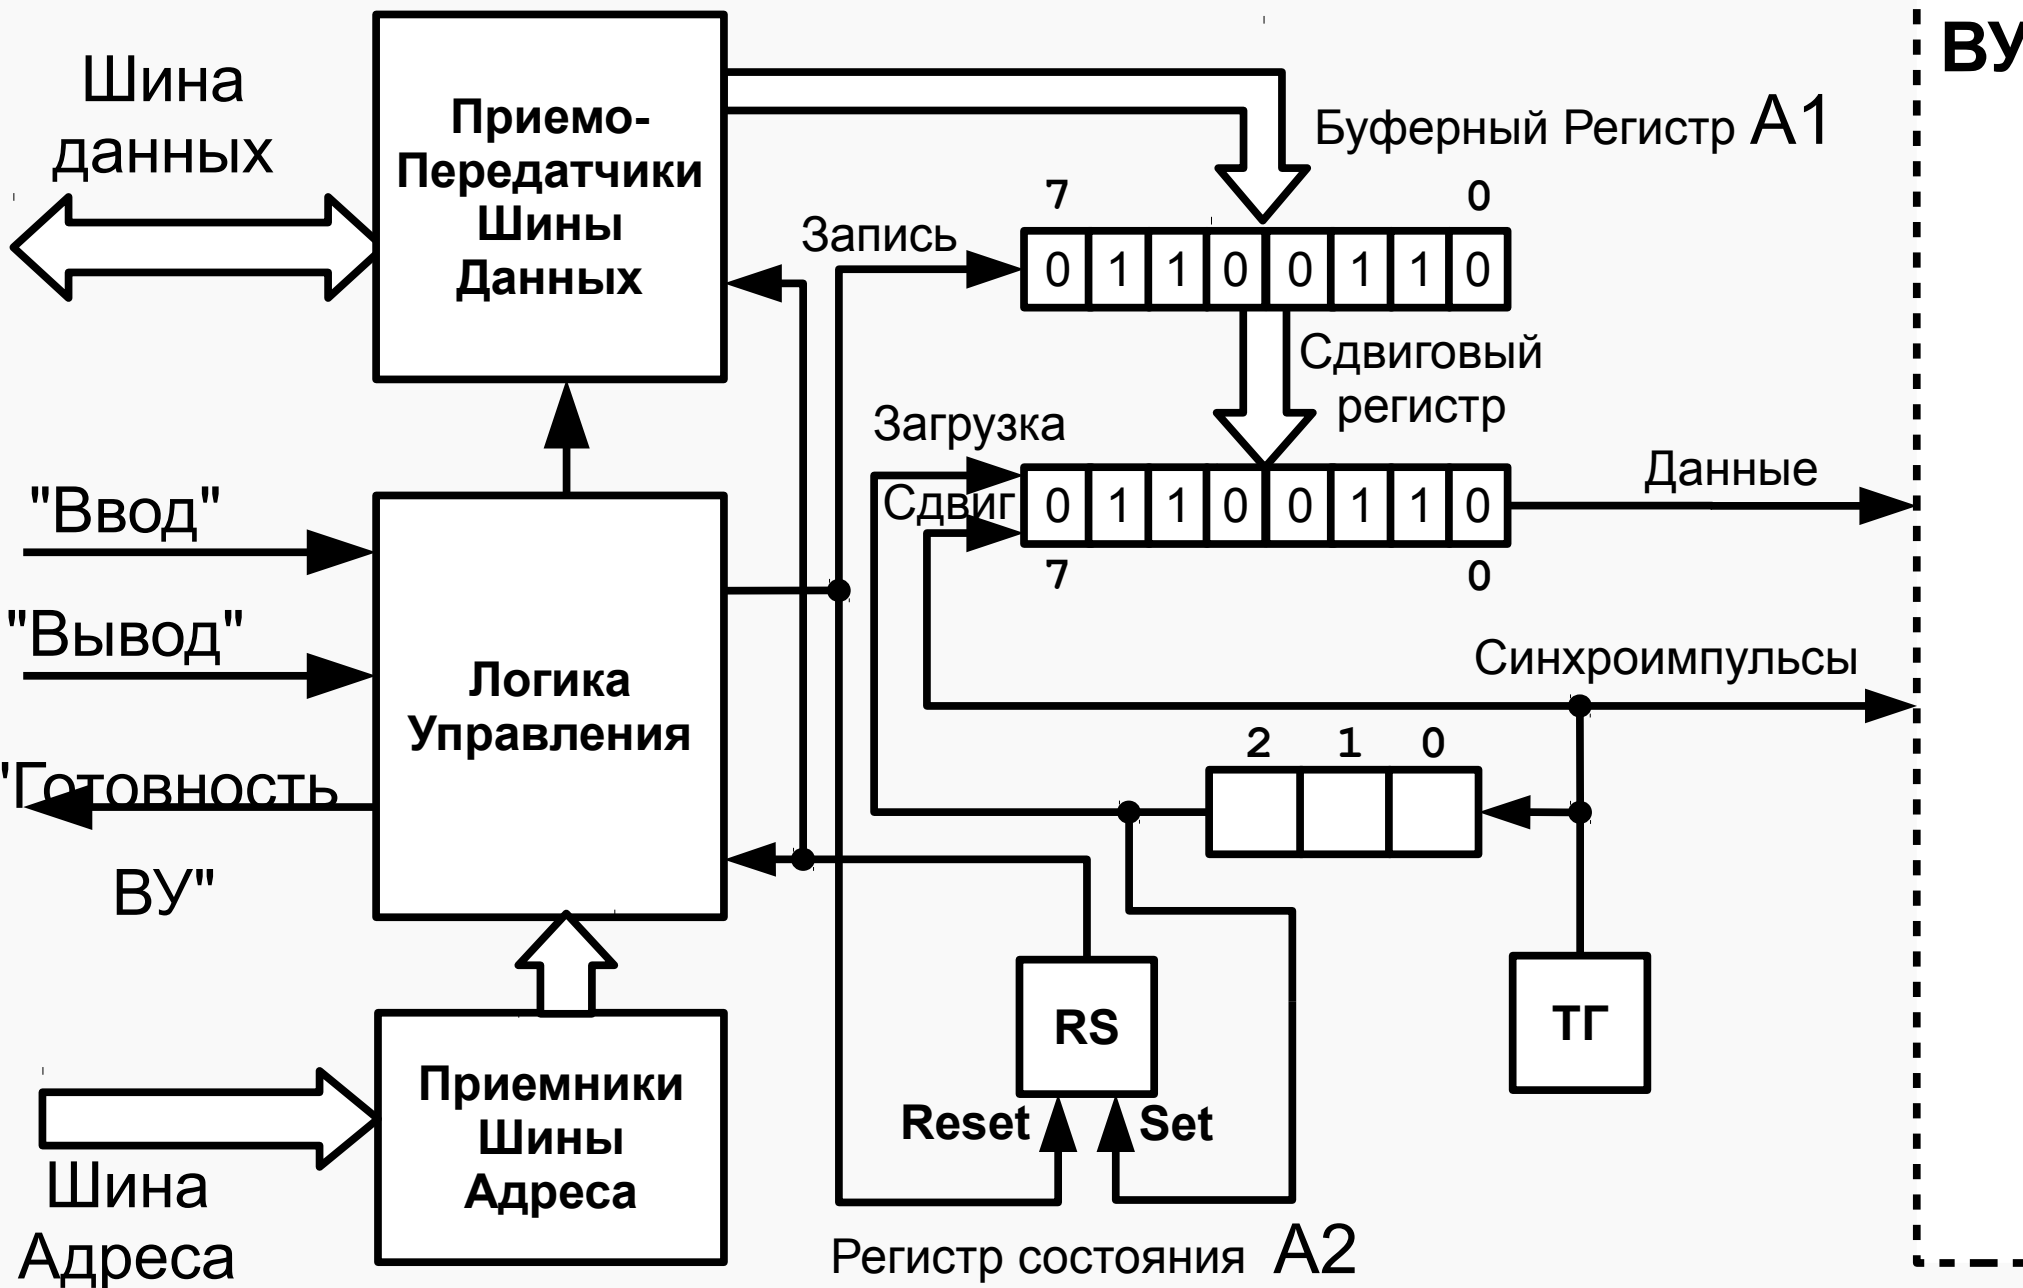 ВУ
Шина
данных
Приемо-
Передатчики
Шины
Данных
Буферный Регистр А1
7 0
Запись
0 1 1 0 0 1 1 0
Сдвиговый
регистр
Загрузка
Сдвиг
0 1 1 0 0 1 1 0
7 0
Данные
"Ввод"
"Вывод"
"Готовность
ВУ"
Логика
Управления
Синхроимпульсы
2 1 0
RS
ТГ
Reset
Set
Приемники
Шины
Адреса
Шина
Адреса
Регистр состояния А2